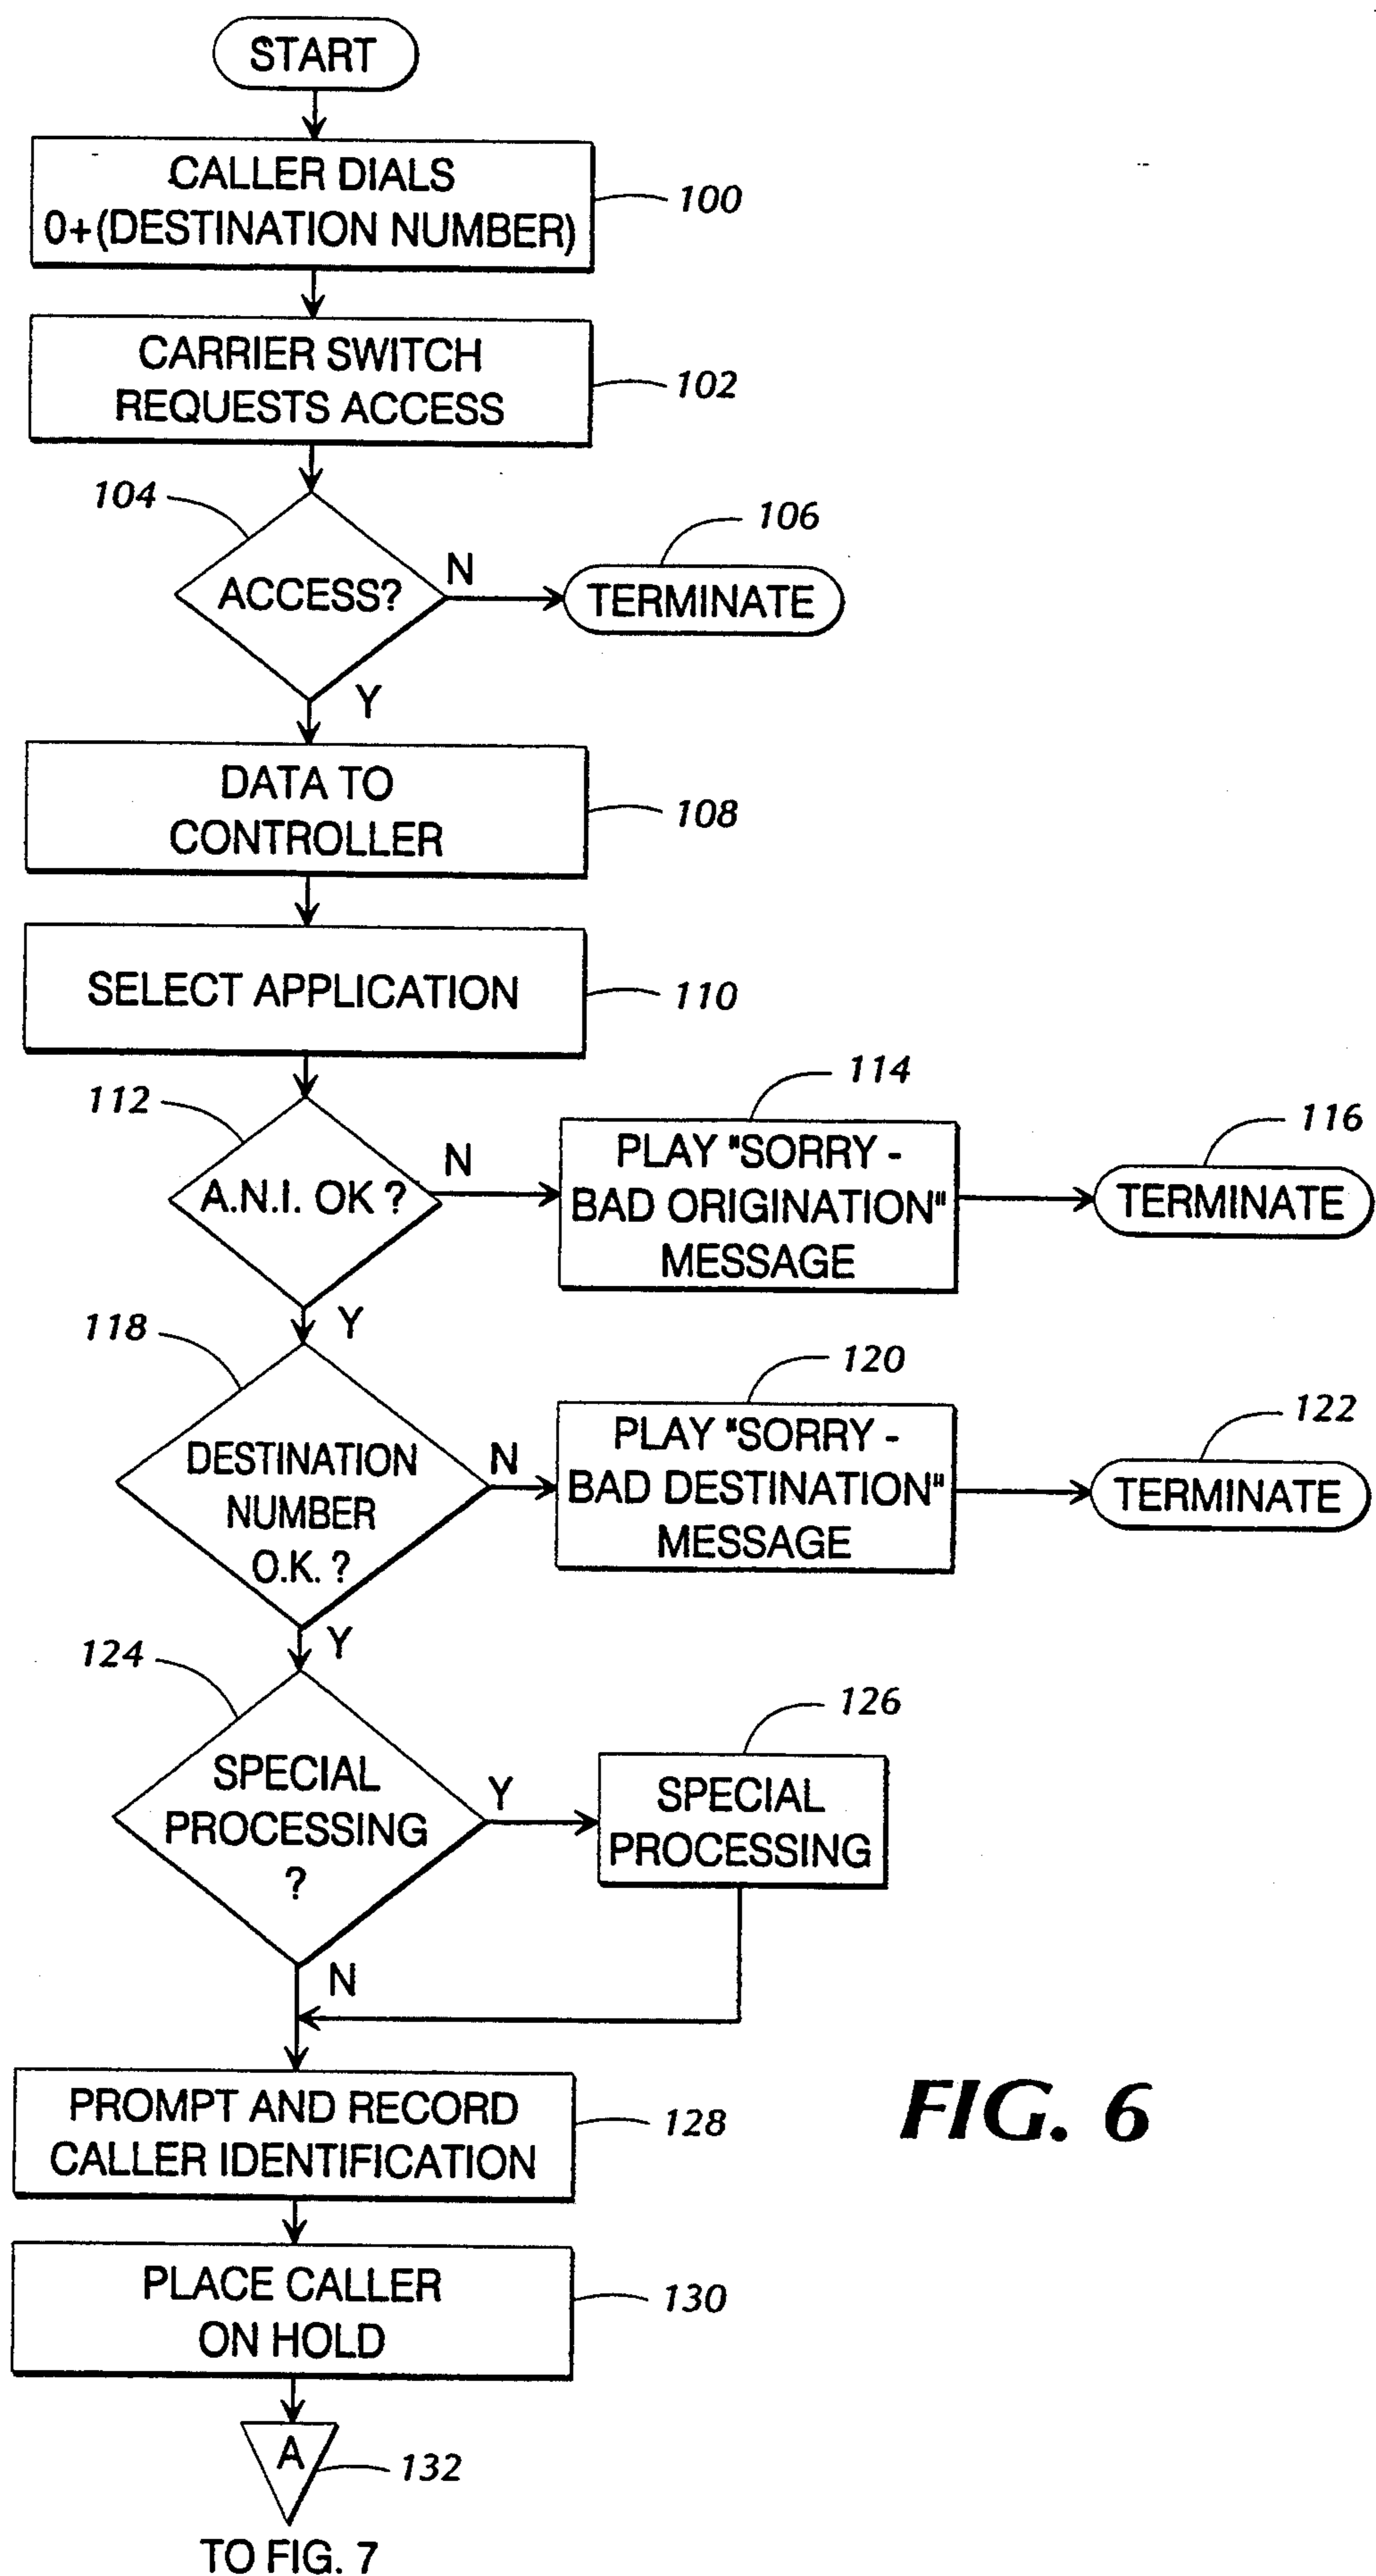 START
CALLER DIALS
0+(DESTINATION NUMBER)
100
CARRIER SWITCH
REQUESTS ACCESS
102
104
ACCESS?
N
106
TERMINATE
Y
DATA TO
CONTROLLER
108
SELECT APPLICATION
110
112
A.N.I. OK ?
N
114
PLAY "SORRY -
BAD ORIGINATION"
MESSAGE
116
TERMINATE
Y
118
DESTINATION
NUMBER
O.K. ?
N
120
PLAY "SORRY -
BAD DESTINATION"
MESSAGE
122
TERMINATE
Y
124
SPECIAL
PROCESSING
?
Y
126
SPECIAL
PROCESSING
N
PROMPT AND RECORD
CALLER IDENTIFICATION
128
FIG. 6
PLACE CALLER
ON HOLD
130
A
132
TO FIG. 7